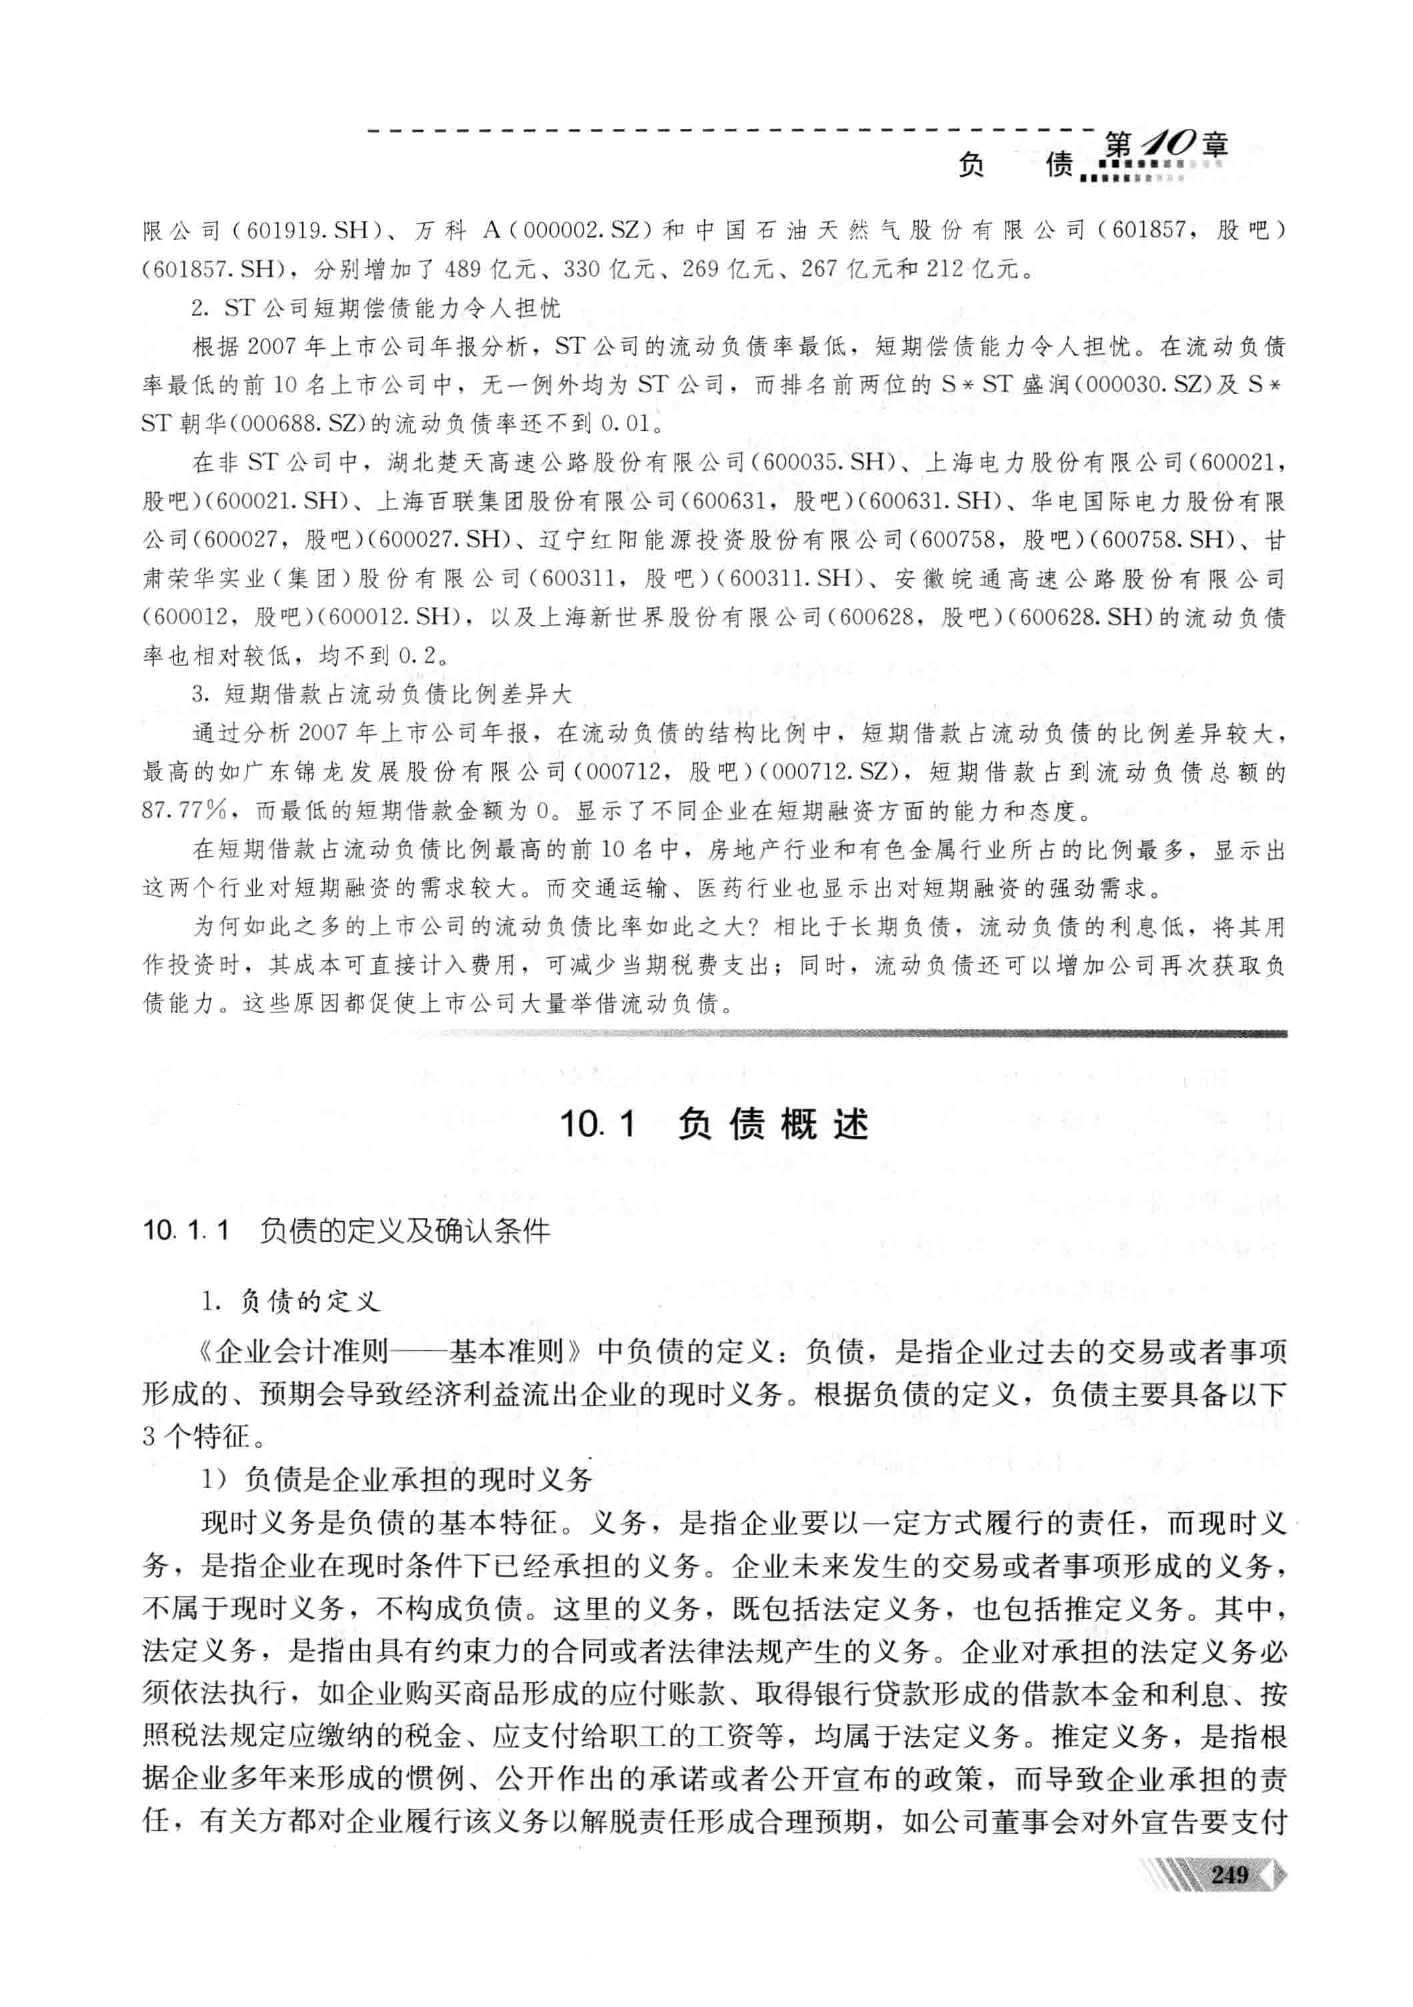 第10章
负 债
限公司(601919.SH)、万科 A(000002.SZ)和中国石油天然气股份有限公司(601857，股吧)
(601857.SH)，分别增加了 489 亿元、330 亿元、269 亿元、267 亿元和 212 亿元。
2. ST 公司短期偿债能力令人担忧
根据 2007 年上市公司年报分析，ST 公司的流动负债率最低，短期偿债能力令人担忧。在流动负债
率最低的前 10 名上市公司中，无一例外均为 ST 公司，而排名前两位的 S*ST 盛润(000030.SZ)及 S*
ST 朝华(000688.SZ)的流动负债率还不到 0.01。
在非 ST 公司中，湖北楚天高速公路股份有限公司(600035.SH)、上海电力股份有限公司(600021，
股吧)(600021.SH)、上海百联集团股份有限公司(600631，股吧)(600631.SH)、华电国际电力股份有限
公司(600027，股吧)(600027.SH)、辽宁红阳能源投资股份有限公司(600758，股吧)(600758.SH)、甘
肃荣华实业(集团)股份有限公司(600311，股吧)(600311.SH)、安徽皖通高速公路股份有限公司
(600012，股吧)(600012.SH)，以及上海新世界股份有限公司(600628，股吧)(600628.SH)的流动负债
率也相对较低，均不到 0.2。
3. 短期借款占流动负债比例差异大
通过分析 2007 年上市公司年报，在流动负债的结构比例中，短期借款占流动负债的比例差异较大，
最高的如广东锦龙发展股份有限公司(000712，股吧)(000712.SZ)，短期借款占到流动负债总额的
87.77%，而最低的短期借款金额为 0。显示了不同企业在短期融资方面的能力和态度。
在短期借款占流动负债比例最高的前 10 名中，房地产行业和有色金属行业所占的比例最多，显示出
这两个行业对短期融资的需求较大。而交通运输、医药行业也显示出对短期融资的强劲需求。
为何如此之多的上市公司的流动负债比率如此之大？相比于长期负债，流动负债的利息低，将其用
作投资时，其成本可直接计入费用，可减少当期税费支出；同时，流动负债还可以增加公司再次获取负
债能力。这些原因都促使上市公司大量举借流动负债。
10.1 负债概述
10.1.1 负债的定义及确认条件
1. 负债的定义
《企业会计准则——基本准则》中负债的定义：负债，是指企业过去的交易或者事项
形成的、预期会导致经济利益流出企业的现时义务。根据负债的定义，负债主要具备以下
3 个特征。
1) 负债是企业承担的现时义务
现时义务是负债的基本特征。义务，是指企业要以一定方式履行的责任，而现时义
务，是指企业在现时条件下已经承担的义务。企业未来发生的交易或者事项形成的义务，
不属于现时义务，不构成负债。这里的义务，既包括法定义务，也包括推定义务。其中，
法定义务，是指由具有约束力的合同或者法律法规产生的义务。企业对承担的法定义务必
须依法执行，如企业购买商品形成的应付账款、取得银行贷款形成的借款本金和利息、按
照税法规定应缴纳的税金、应支付给职工的工资等，均属于法定义务。推定义务，是指根
据企业多年来形成的惯例、公开作出的承诺或者公开宣布的政策，而导致企业承担的责
任，有关方都对企业履行该义务以解脱责任形成合理预期，如公司董事会对外宣告要支付
249